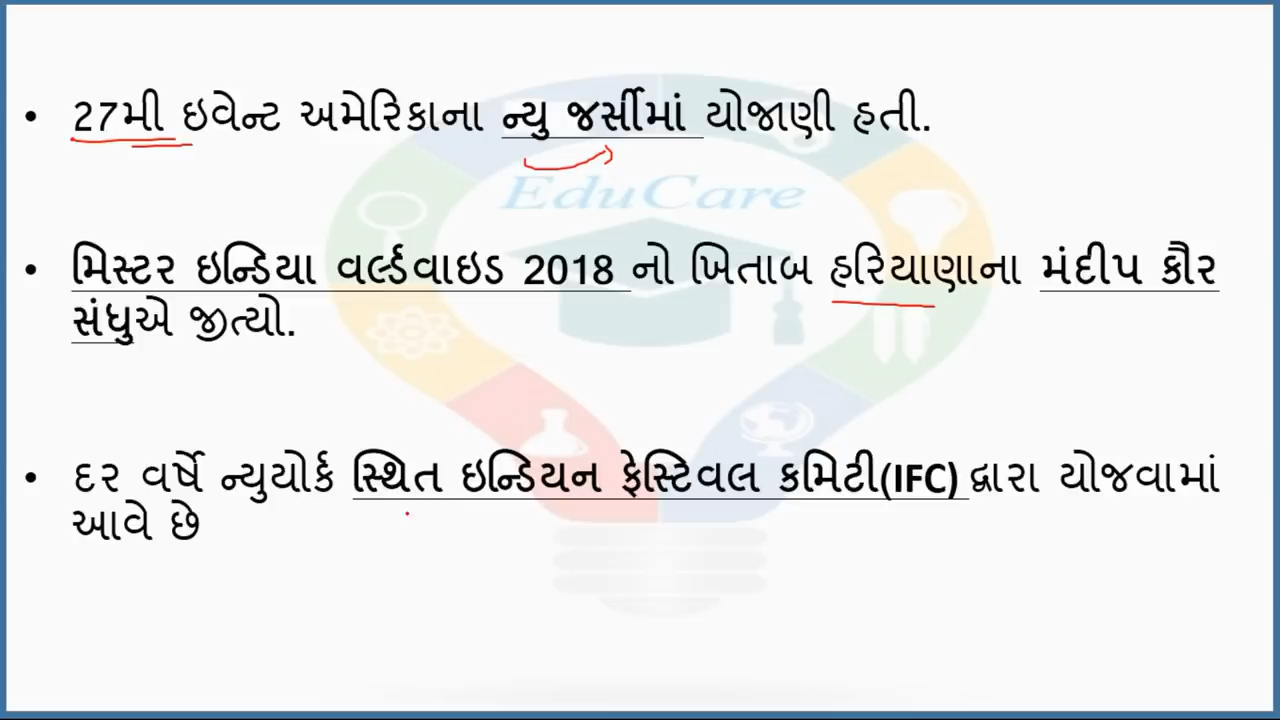 • 27મી ઇવેન્ટ અમેરિકાના ન્યુ જર્સીમાં યોજાણી હતી.
EduCare
• મિસ્ટર ઇન્ડિયા વર્લ્ડવાઇડ 2018 નો ખિતાબ હરિયાણાના મંદીપ કૌર
સંધુએ જીત્યો.
• દર વર્ષે ન્યુયોર્ક સ્થિત ઇન્ડિયન ફેસ્ટિવલ કમિટી(IFC) દ્વારા યોજવામાં
આવે છે